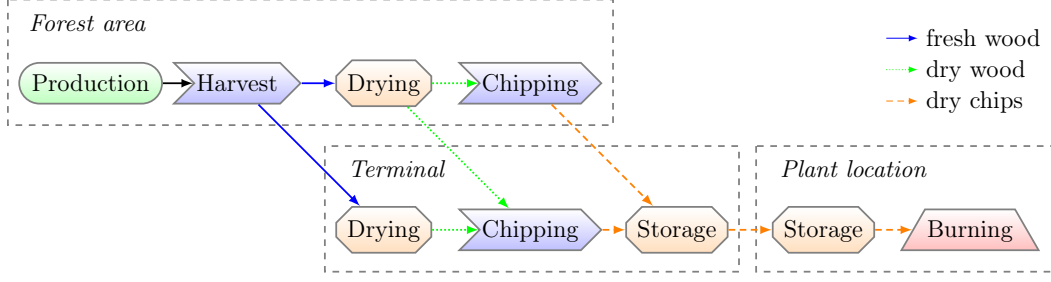 Forest area
Production
Harvest
Drying
Chipping
fresh wood
dry wood
dry chips
Terminal
Drying
Chipping
Storage
Plant location
Storage
Burning